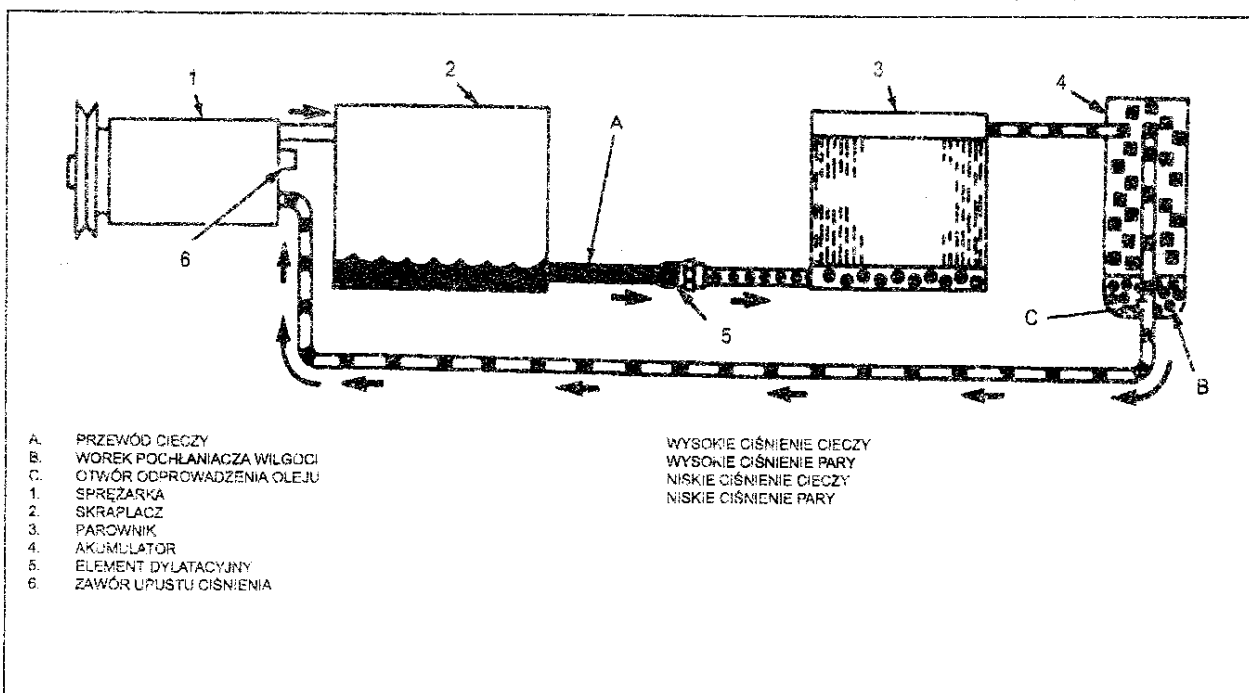 1
2
3
4
A
6
5
C
B
A. PRZEWÓD CIECZY
B. WOREK POCHŁANIACZA WILGOCI
C. OTWÓR ODPROWADZENIA OLEJU
1. SPRĘŻARKA
2. SKRAPLACZ
3. PAROWNIK
4. AKUMULATOR
5. ELEMENT DYLATACYJNY
6. ZAWÓR UPUSTU CIŚNIENIA
WYSOKIE CIŚNIENIE CIECZY
WYSOKIE CIŚNIENIE PARY
NISKIE CIŚNIENIE CIECZY
NISKIE CIŚNIENIE PARY